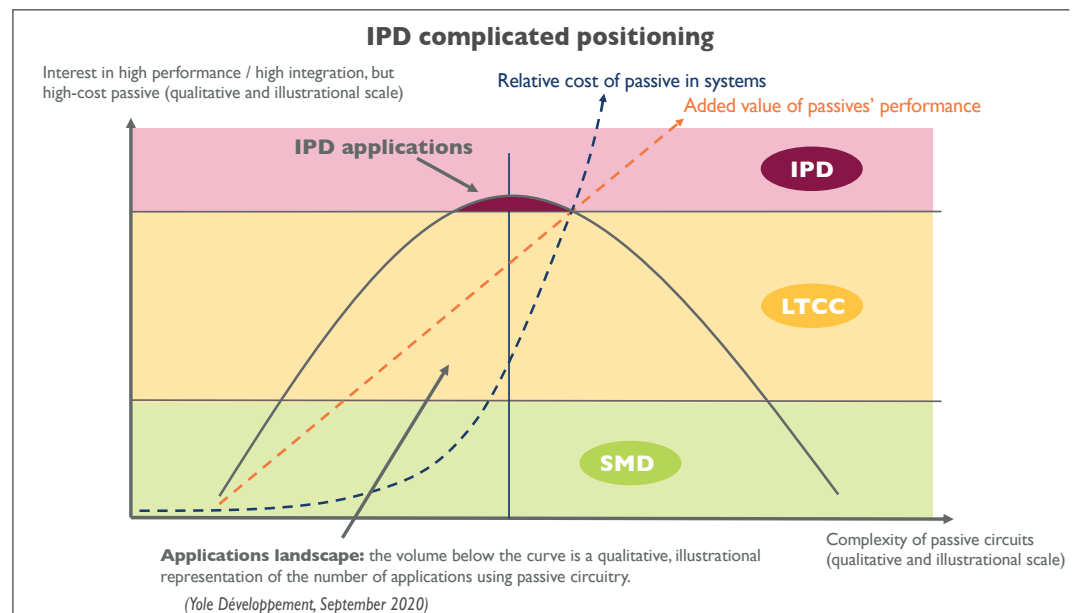 IPD complicated positioning
Interest in high performance / high integration, but
high-cost passive (qualitative and illustrational scale)
Relative cost of passive in systems
Added value of passives’ performance
IPD applications
IPD
LTCC
SMD
Complexity of passive circuits
(qualitative and illustrational scale)
Applications landscape: the volume below the curve is a qualitative, illustrational
representation of the number of applications using passive circuitry.
(Yole Développement, September 2020)